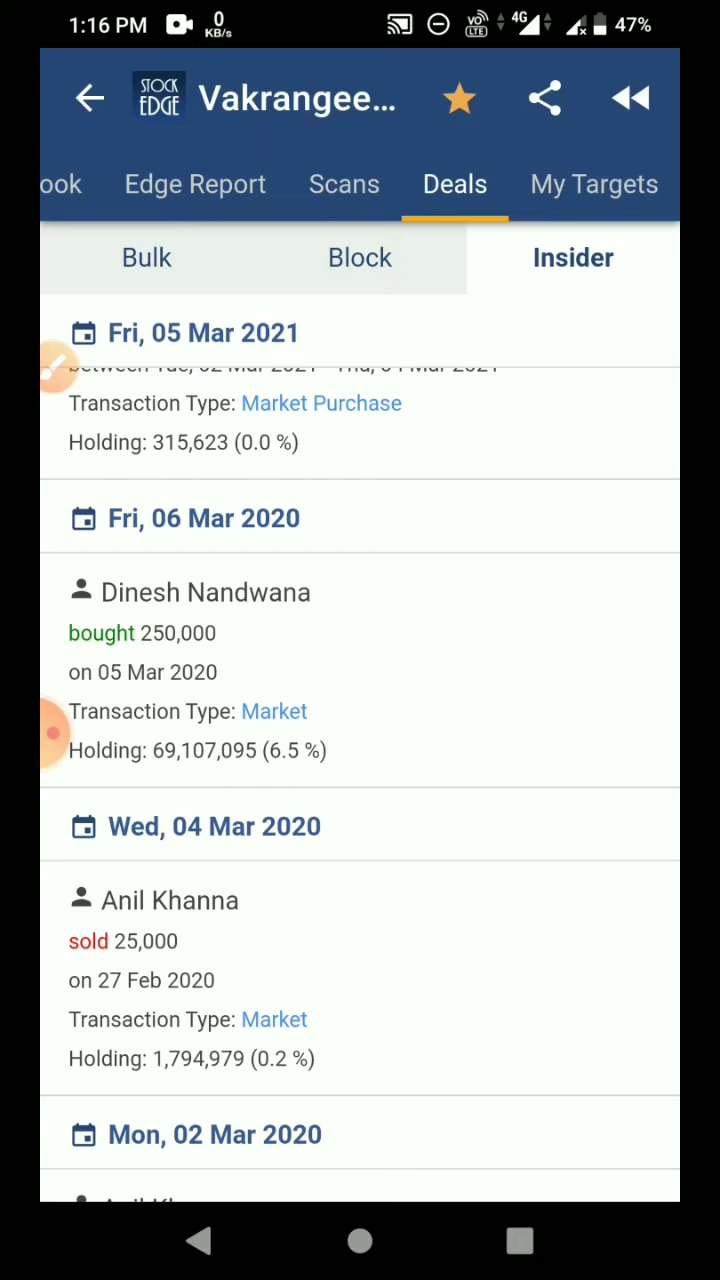 1:16 PM 0 KB/s VO LTE 4G 47%
STOCK EDGE Vakrangee...
ook Edge Report Scans Deals My Targets
Bulk Block Insider
Fri, 05 Mar 2021
Transaction Type: Market Purchase
Holding: 315,623 (0.0 %)
Fri, 06 Mar 2020
Dinesh Nandwana
bought 250,000
on 05 Mar 2020
Transaction Type: Market
Holding: 69,107,095 (6.5 %)
Wed, 04 Mar 2020
Anil Khanna
sold 25,000
on 27 Feb 2020
Transaction Type: Market
Holding: 1,794,979 (0.2 %)
Mon, 02 Mar 2020